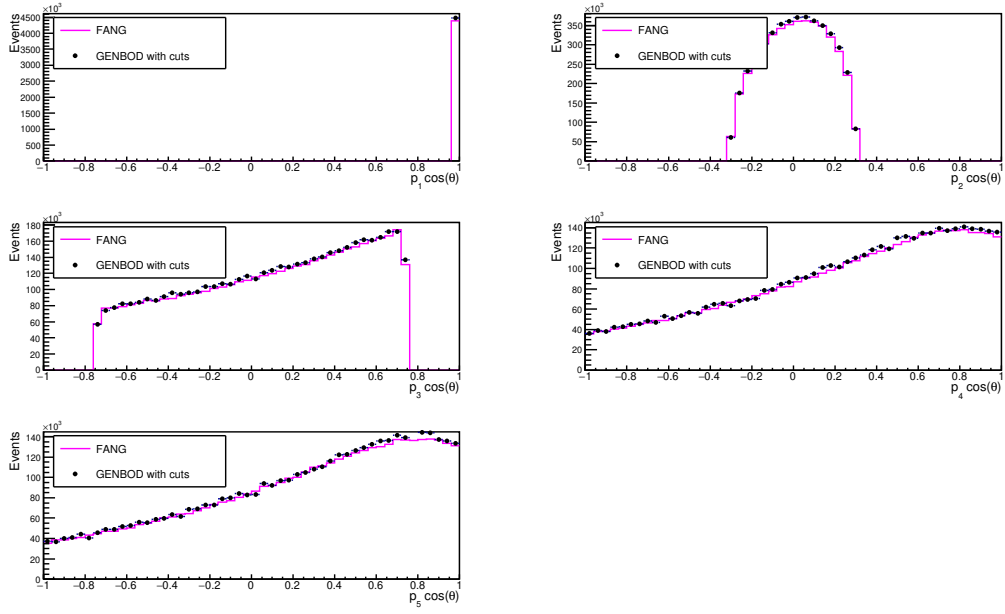 ×10³
Events
4500
4000
3500
3000
2500
2000
1500
1000
500
0
FANG
GENBOD with cuts
−1 −0.8 −0.6 −0.4 −0.2 0 0.2 0.4 0.6 0.8 1
p₁ cos(θ)
×10³
Events
350
300
250
200
150
100
50
0
FANG
GENBOD with cuts
−1 −0.8 −0.6 −0.4 −0.2 0 0.2 0.4 0.6 0.8 1
p₂ cos(θ)
×10³
Events
180
160
140
120
100
80
60
40
20
0
FANG
GENBOD with cuts
−1 −0.8 −0.6 −0.4 −0.2 0 0.2 0.4 0.6 0.8 1
p₃ cos(θ)
×10³
Events
140
120
100
80
60
40
20
0
FANG
GENBOD with cuts
−1 −0.8 −0.6 −0.4 −0.2 0 0.2 0.4 0.6 0.8 1
p₄ cos(θ)
×10³
Events
140
120
100
80
60
40
20
0
FANG
GENBOD with cuts
−1 −0.8 −0.6 −0.4 −0.2 0 0.2 0.4 0.6 0.8 1
p₅ cos(θ)